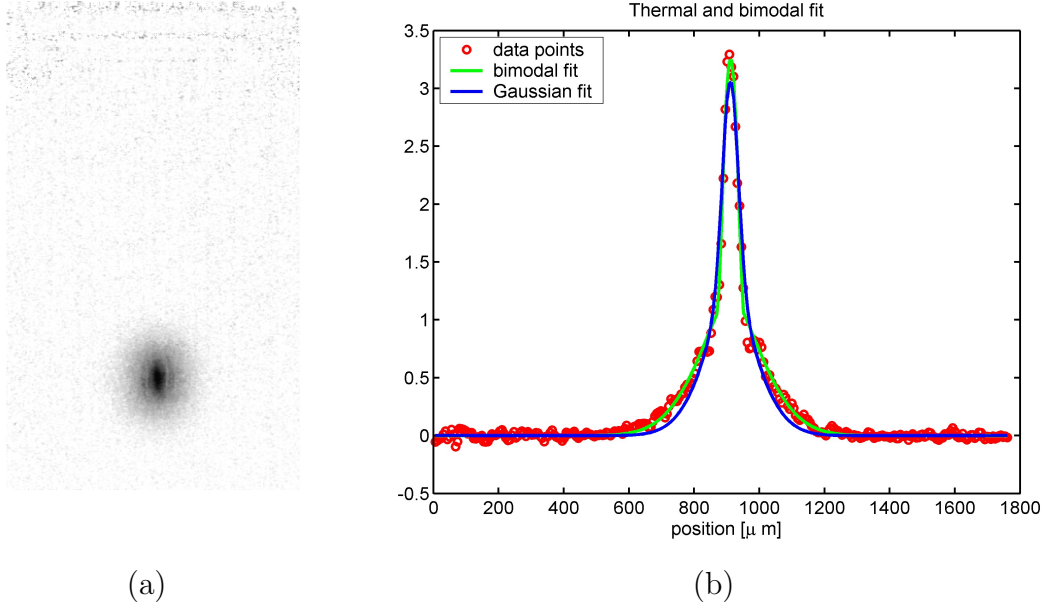 Thermal and bimodal fit
3.5
3
2.5
2
1.5
1
0.5
0
-0.5
data points
bimodal fit
Gaussian fit
0 200 400 600 800 1000 1200 1400 1600 1800
position [μ m]
(a) (b)